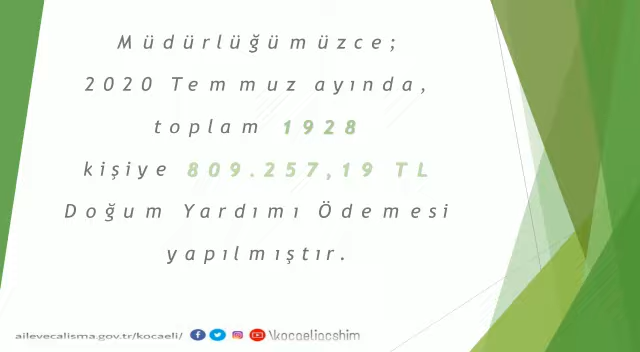 Müdürlüğümüzce;
2020 Temmuz ayında,
toplam 1928
kişiye 809.257,19 TL
Doğum Yardımı Ödemesi
yapılmıştır.
ailevecalisma.gov.tr/kocaeli/ \kocaeliacshim